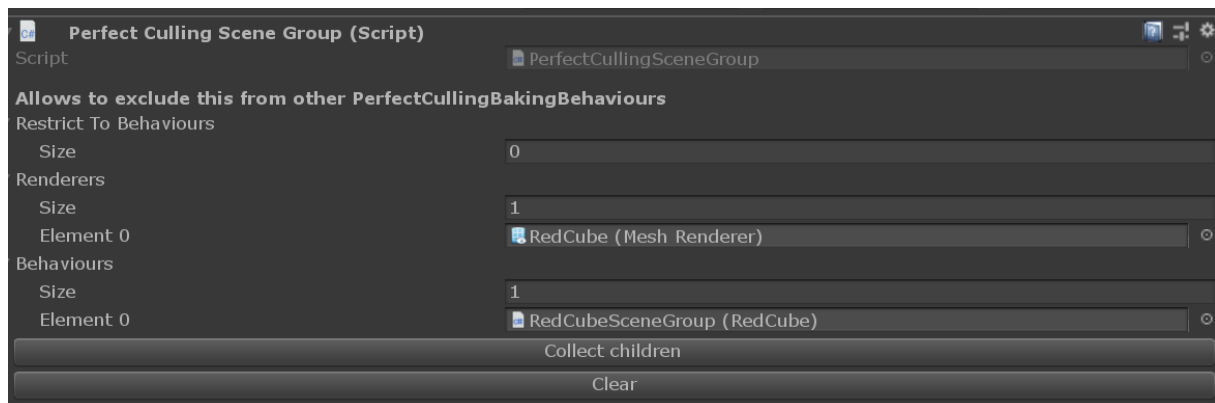 Perfect Culling Scene Group (Script)
Script PerfectCullingSceneGroup
Allows to exclude this from other PerfectCullingBakingBehaviours
Restrict To Behaviours
Size 0
Renderers
Size 1
Element 0 RedCube (Mesh Renderer)
Behaviours
Size 1
Element 0 RedCubeSceneGroup (RedCube)
Collect children
Clear